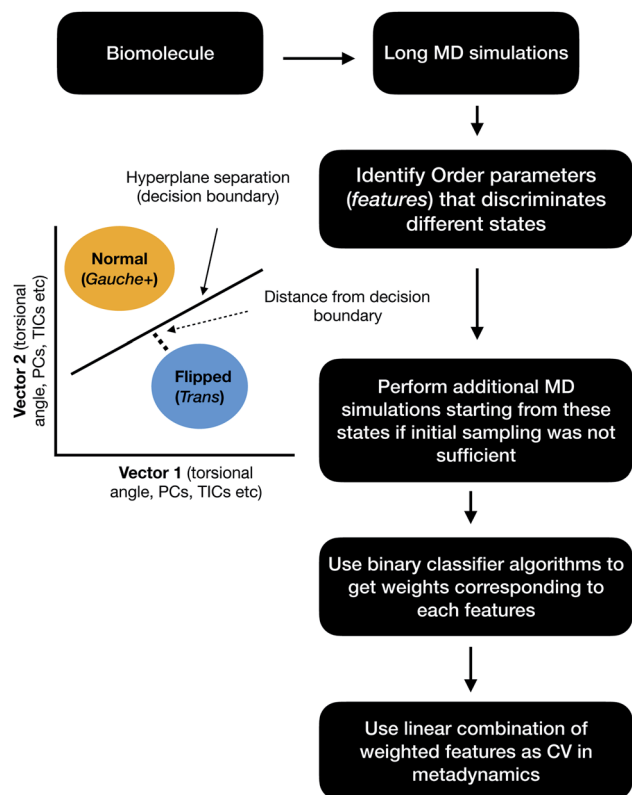 Biomolecule
Long MD simulations
Identify Order parameters
(features) that discriminates
different states
Hyperplane separation
(decision boundary)
Normal
(Gauche+)
Distance from decision
boundary
Flipped
(Trans)
Vector 2 (torsional
angle, PCs, TICs etc)
Vector 1 (torsional
angle, PCs, TICs etc)
Perform additional MD
simulations starting from these
states if initial sampling was not
sufficient
Use binary classifier algorithms to
get weights corresponding to
each features
Use linear combination of
weighted features as CV in
metadynamics